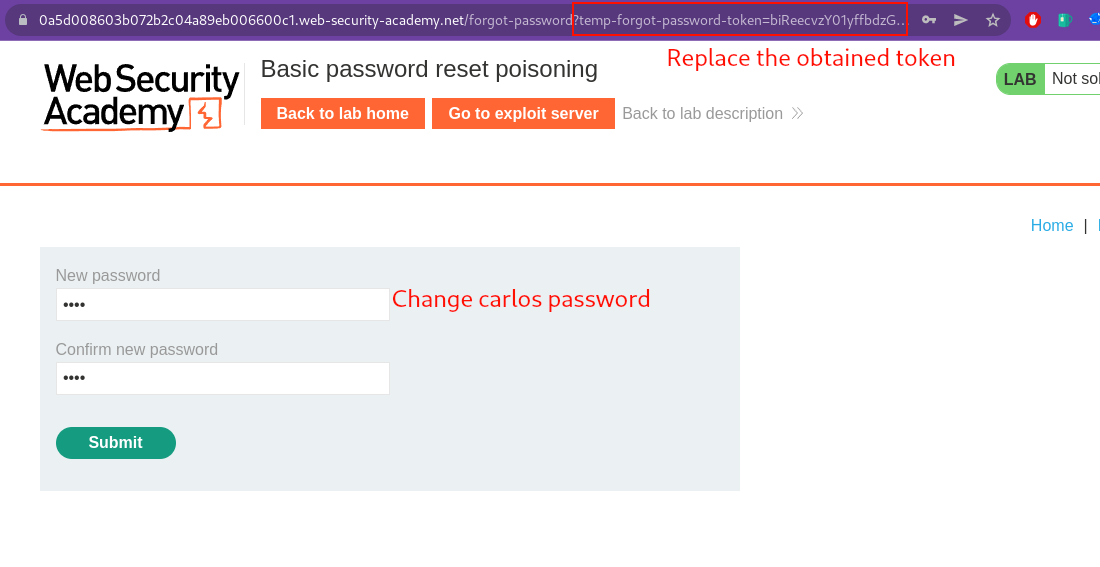 0a5d008603b072b2c04a89eb006600c1.web-security-academy.net/forgot-password?temp-forgot-password-token=biReecvzY01yffbdzG...
Replace the obtained token
Web Security
Academy
Basic password reset poisoning
Back to lab home
Go to exploit server
Back to lab description
LAB
Not sol
Home |
New password
••••
Change carlos password
Confirm new password
••••
Submit